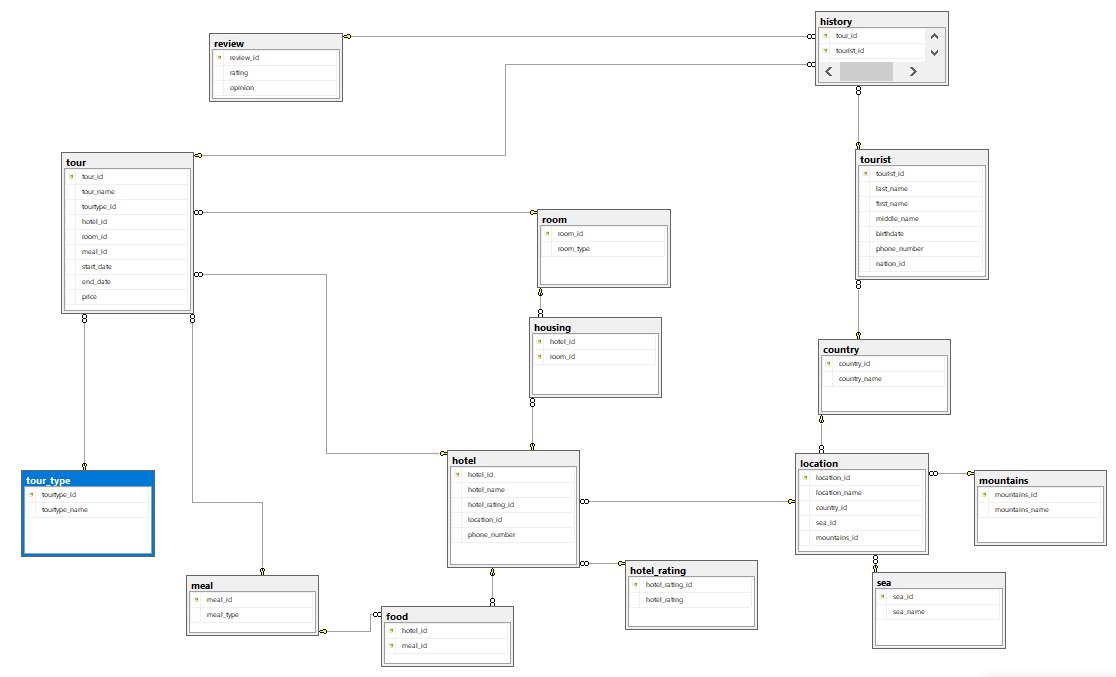 history
tour_id
tourist_id
review
review_id
rating
opinion
tour
tour_id
tour_name
tourtype_id
hotel_id
room_id
meal_id
start_date
end_date
price
tourist
tourist_id
last_name
first_name
middle_name
birthdate
phone_number
nation_id
room
room_id
room_type
housing
hotel_id
room_id
country
country_id
country_name
hotel
hotel_id
hotel_name
hotel_rating_id
location_id
phone_number
location
location_id
location_name
country_id
sea_id
mountains_id
mountains
mountains_id
mountains_name
tour_type
tourtype_id
tourtype_name
hotel_rating
hotel_rating_id
hotel_rating
sea
sea_id
sea_name
meal
meal_id
meal_type
food
hotel_id
meal_id